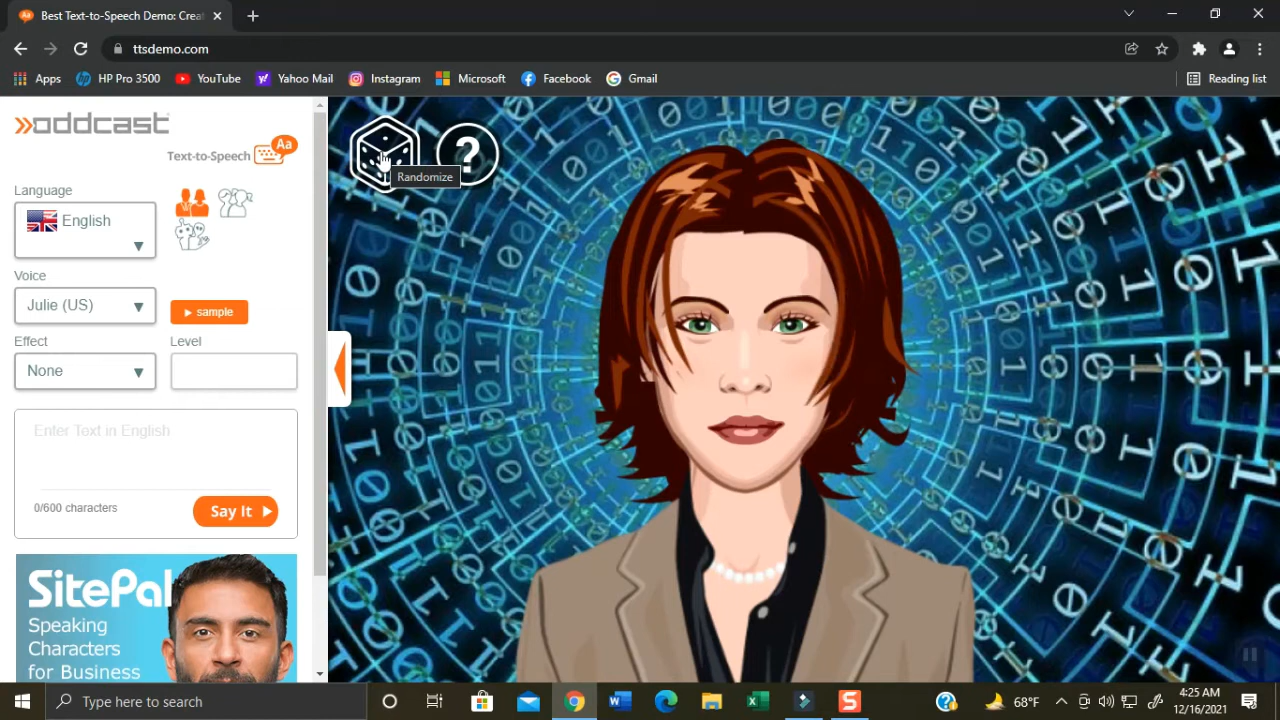 Best Text-to-Speech Demo: Crea
ttsdemo.com
Apps
HP Pro 3500
YouTube
Yahoo Mail
Instagram
Microsoft
Facebook
Gmail
Reading list
oddcast
Text-to-Speech
Aa
Language
English
Voice
Julie (US)
sample
Effect
Level
None
Enter Text in English
0/600 characters
Say It
Randomize
?
SitePal
Speaking
Characters
for Business
Type here to search
68°F
4:25 AM
12/16/2021